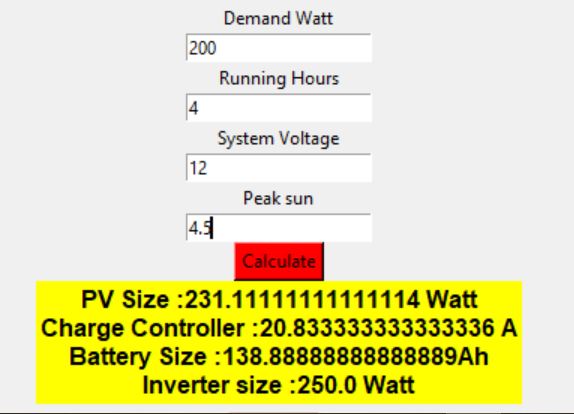 Demand Watt
200
Running Hours
4
System Voltage
12
Peak sun
4.5
Calculate
PV Size :231.11111111111114 Watt
Charge Controller :20.833333333333336 A
Battery Size :138.88888888888889Ah
Inverter size :250.0 Watt